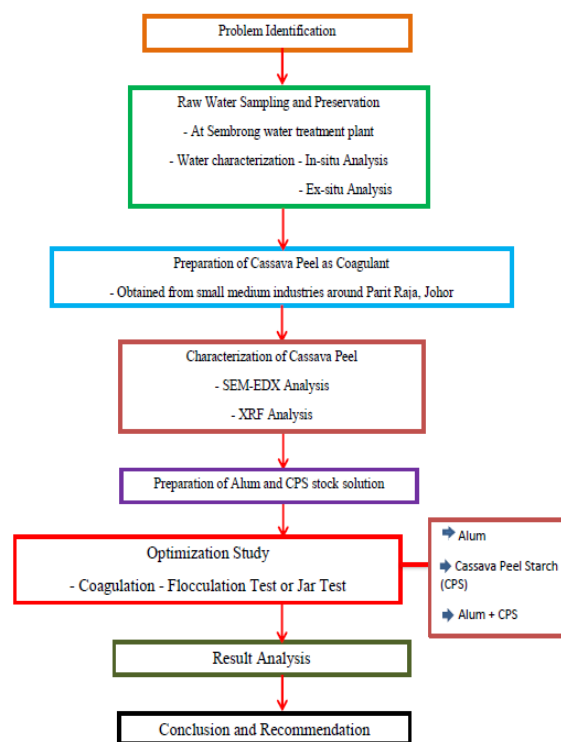 Problem Identification
Raw Water Sampling and Preservation
- At Sembrong water treatment plant
- Water characterization - In-situ Analysis
- Ex-situ Analysis
Preparation of Cassava Peel as Coagulant
- Obtained from small medium industries around Parit Raja, Johor
Characterization of Cassava Peel
- SEM-EDX Analysis
- XRF Analysis
Preparation of Alum and CPS stock solution
Optimization Study
- Coagulation - Flocculation Test or Jar Test
Alum
Cassava Peel Starch
(CPS)
Alum + CPS
Result Analysis
Conclusion and Recommendation